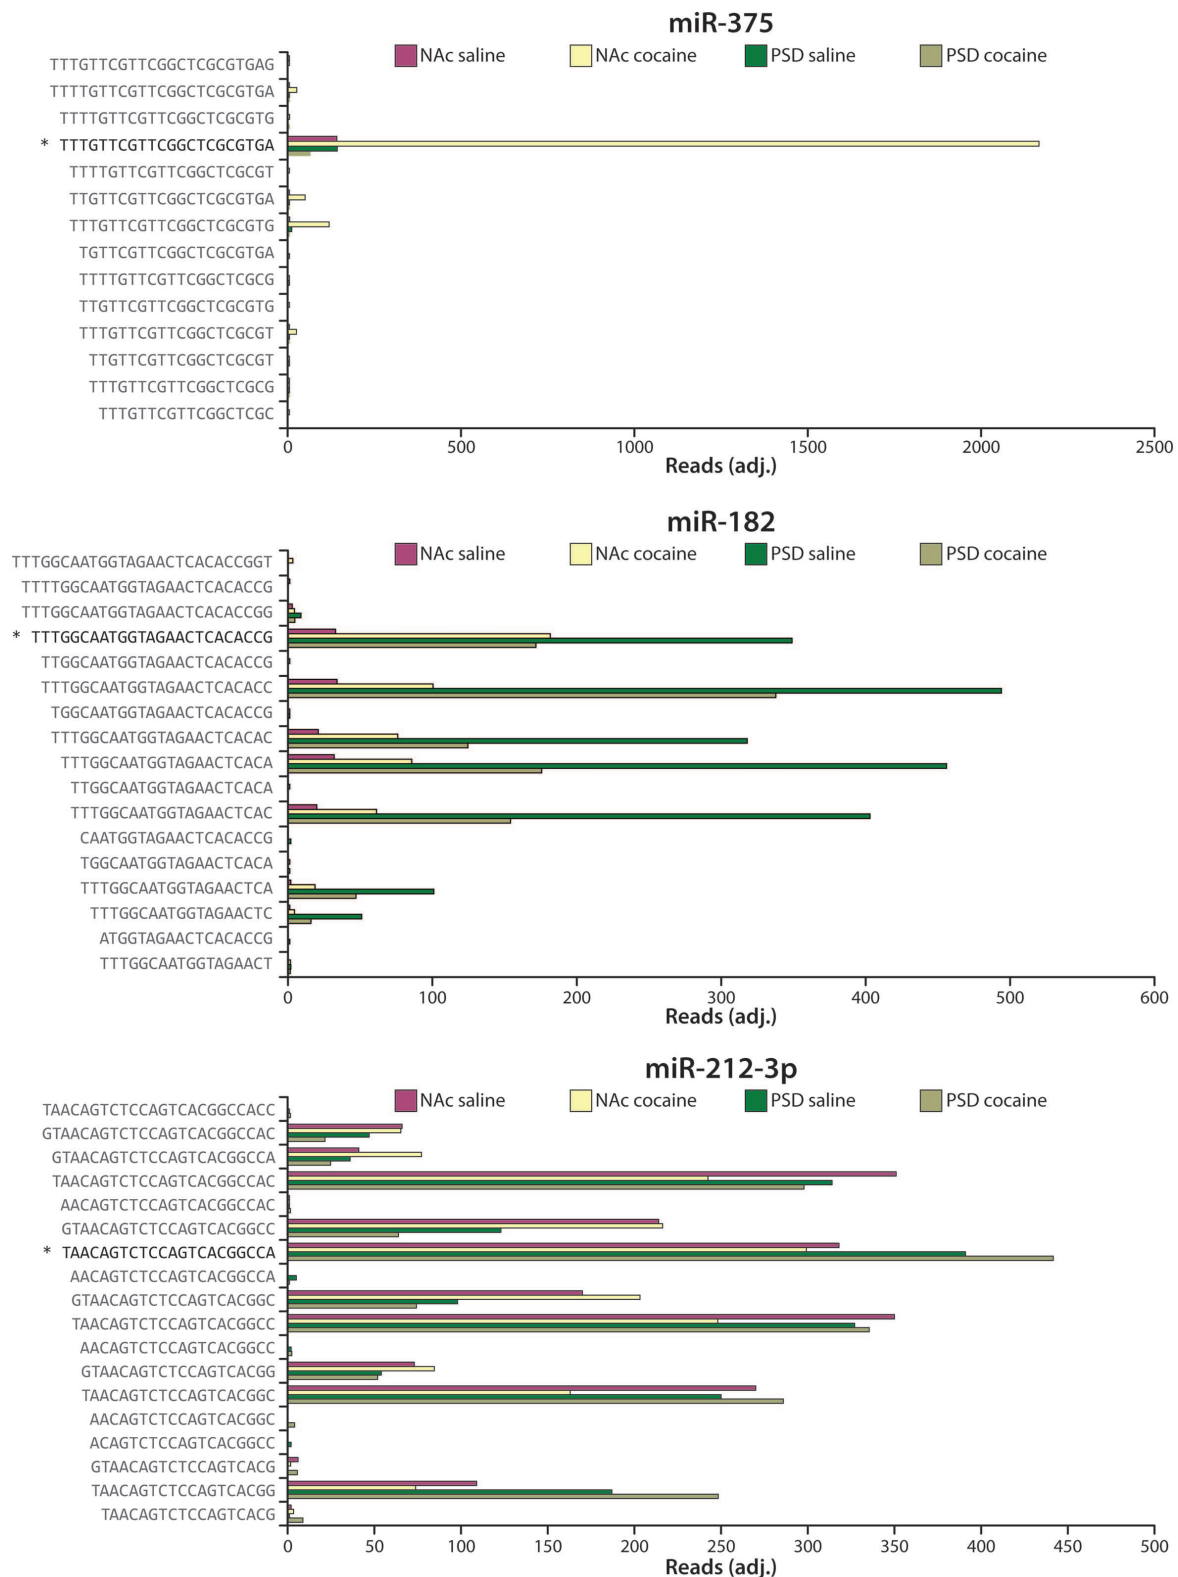 miR-375
NAc saline NAc cocaine PSD saline PSD cocaine
TTTGTTCGTTCGGCTCGCGTGAG
TTTTGTTCGTTCGGCTCGCGTGA
TTTTGTTCGTTCGGCTCGCGTG
* TTTGTTCGTTCGGCTCGCGTGA
TTTTGTTCGTTCGGCTCGCGT
TTGTTCGTTCGGCTCGCGTGA
TTTGTTCGTTCGGCTCGCGTG
TGTTCGTTCGGCTCGCGTGA
TTTTGTTCGTTCGGCTCGCG
TTGTTCGTTCGGCTCGCGTG
TTTGTTCGTTCGGCTCGCGT
TTGTTCGTTCGGCTCGCGT
TTTGTTCGTTCGGCTCGCG
TTTGTTCGTTCGGCTCGC
0 500 1000 1500 2000 2500
Reads (adj.)
miR-182
NAc saline NAc cocaine PSD saline PSD cocaine
TTTGGCAATGGTAGAACTCACACCGGT
TTTTGGCAATGGTAGAACTCACACCG
TTTGGCAATGGTAGAACTCACACCGG
* TTTGGCAATGGTAGAACTCACACCG
TTGGCAATGGTAGAACTCACACCG
TTTGGCAATGGTAGAACTCACACC
TGGCAATGGTAGAACTCACACCG
TTTGGCAATGGTAGAACTCACAC
TTTGGCAATGGTAGAACTCACA
TTGGCAATGGTAGAACTCACA
TTTGGCAATGGTAGAACTCAC
CAATGGTAGAACTCACACCG
TGGCAATGGTAGAACTCACA
TTTGGCAATGGTAGAACTCA
TTTGGCAATGGTAGAACTC
ATGGTAGAACTCACACCG
TTTGGCAATGGTAGAACT
0 100 200 300 400 500 600
Reads (adj.)
miR-212-3p
NAc saline NAc cocaine PSD saline PSD cocaine
TAACAGTCTCCAGTCACGGCCACC
GTAACAGTCTCCAGTCACGGCCAC
GTAACAGTCTCCAGTCACGGCCA
TAACAGTCTCCAGTCACGGCCAC
AACAGTCTCCAGTCACGGCCAC
GTAACAGTCTCCAGTCACGGCC
* TAACAGTCTCCAGTCACGGCCA
AACAGTCTCCAGTCACGGCCA
GTAACAGTCTCCAGTCACGGC
TAACAGTCTCCAGTCACGGCC
AACAGTCTCCAGTCACGGCC
GTAACAGTCTCCAGTCACGG
TAACAGTCTCCAGTCACGGC
AACAGTCTCCAGTCACGGC
ACAGTCTCCAGTCACGGCC
GTAACAGTCTCCAGTCACG
TAACAGTCTCCAGTCACGG
TAACAGTCTCCAGTCACG
0 50 100 150 200 250 300 350 400 450 500
Reads (adj.)